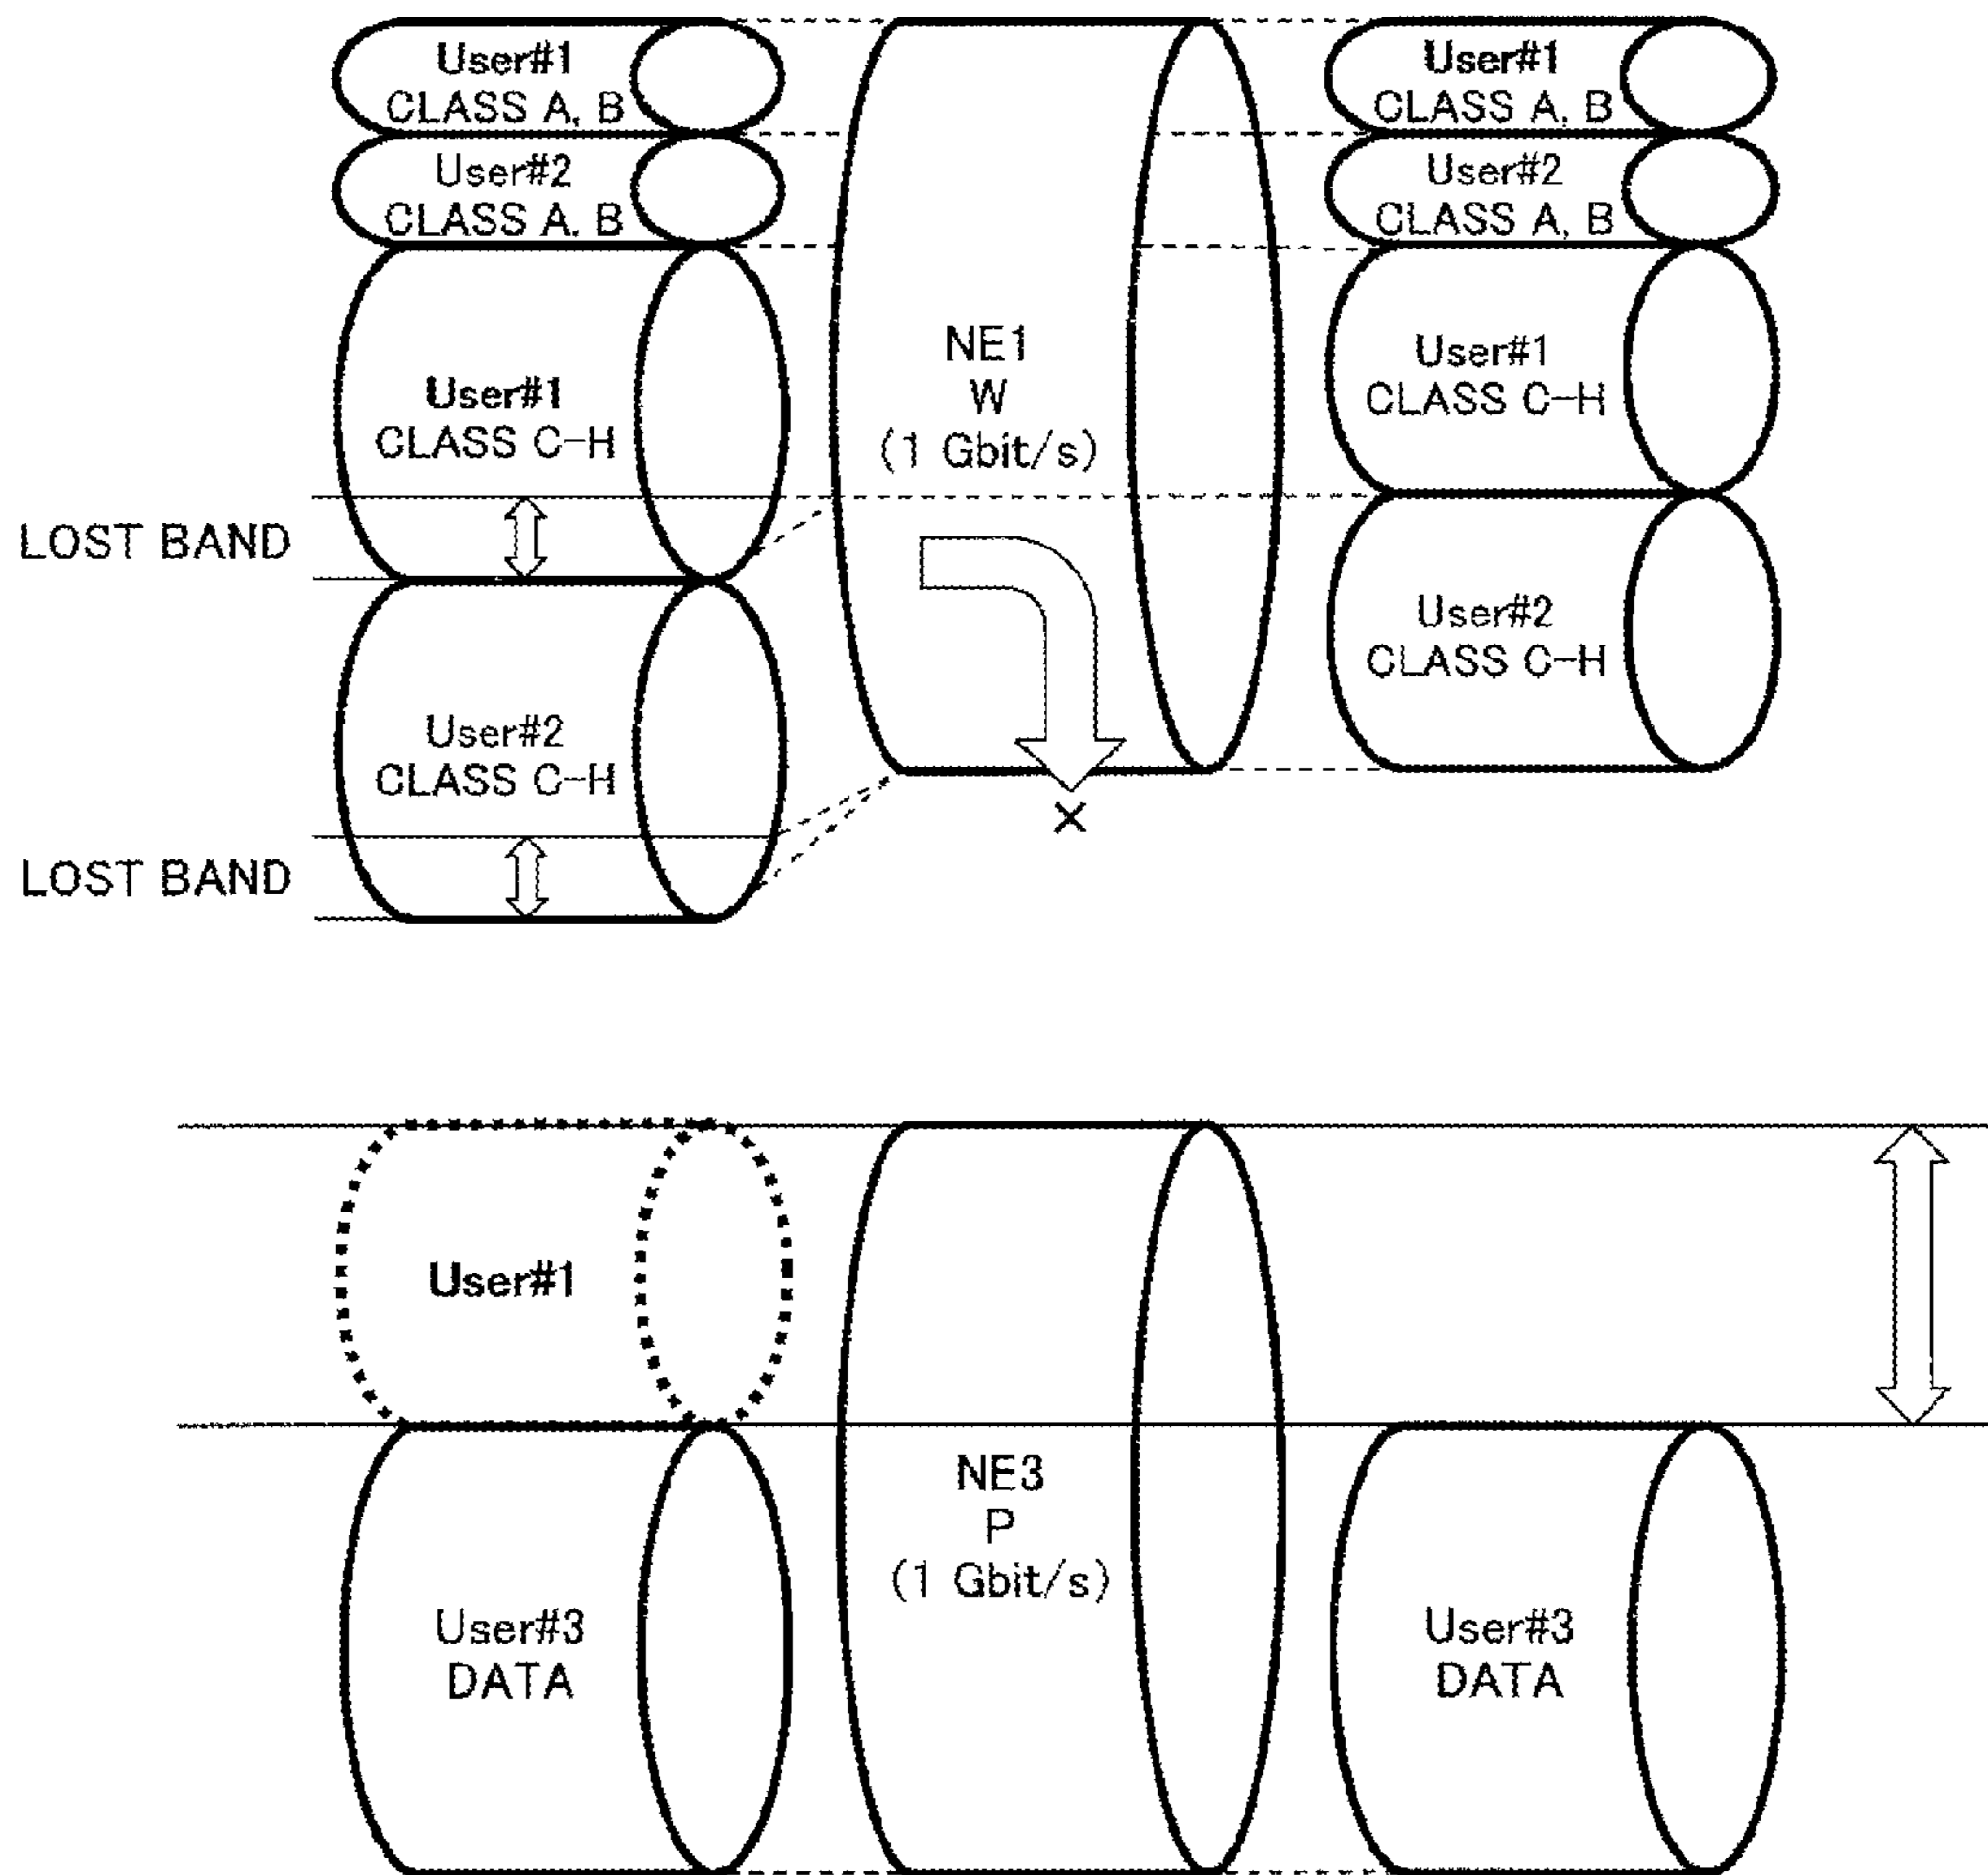 User#1
CLASS A, B
User#2
CLASS A, B
User#1
CLASS C-H
LOST BAND
User#2
CLASS C-H
LOST BAND
NE1
W
(1 Gbit/s)
×
User#1
CLASS A, B
User#2
CLASS A, B
User#1
CLASS C-H
User#2
CLASS C-H
User#1
User#3
DATA
NE3
P
(1 Gbit/s)
User#3
DATA